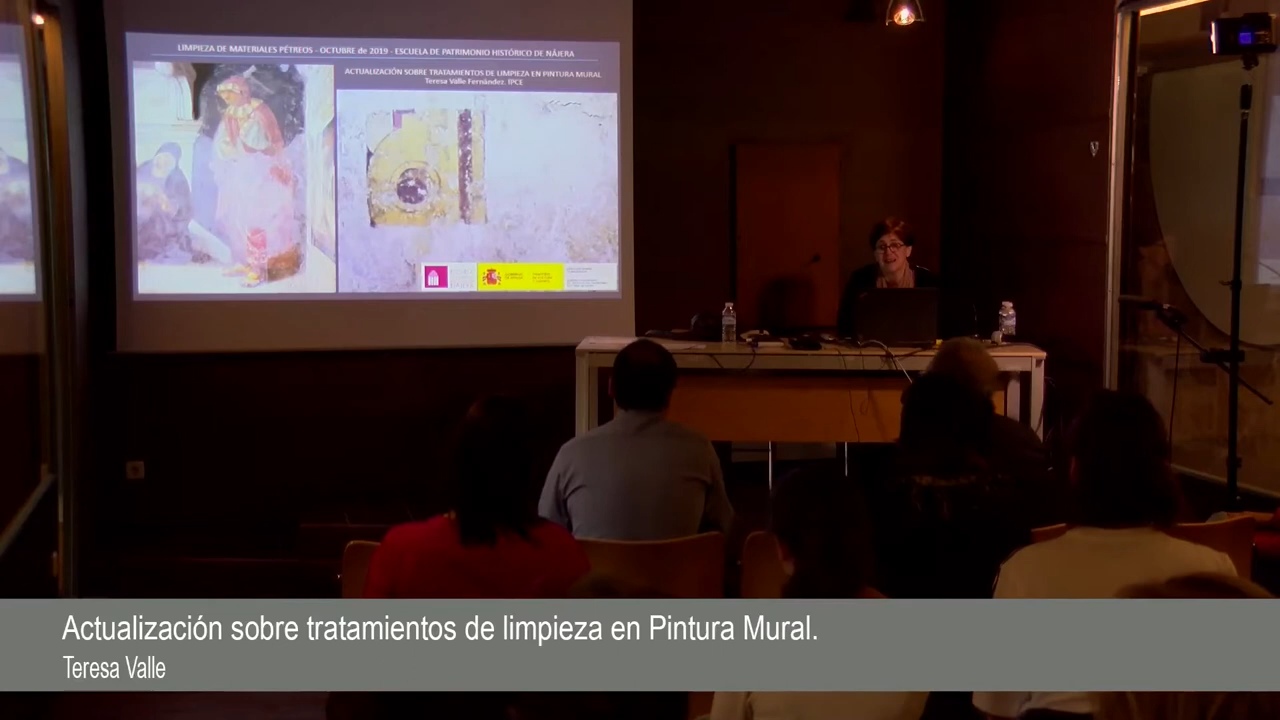 LIMPIEZA DE MATERIALES PÉTREOS - OCTUBRE de 2019 - ESCUELA DE PATRIMONIO HISTÓRICO DE NÁJERA
ACTUALIZACIÓN SOBRE TRATAMIENTOS DE LIMPIEZA EN PINTURA MURAL
Teresa Valle Fernández. IPCE
Actualización sobre tratamientos de limpieza en Pintura Mural.
Teresa Valle